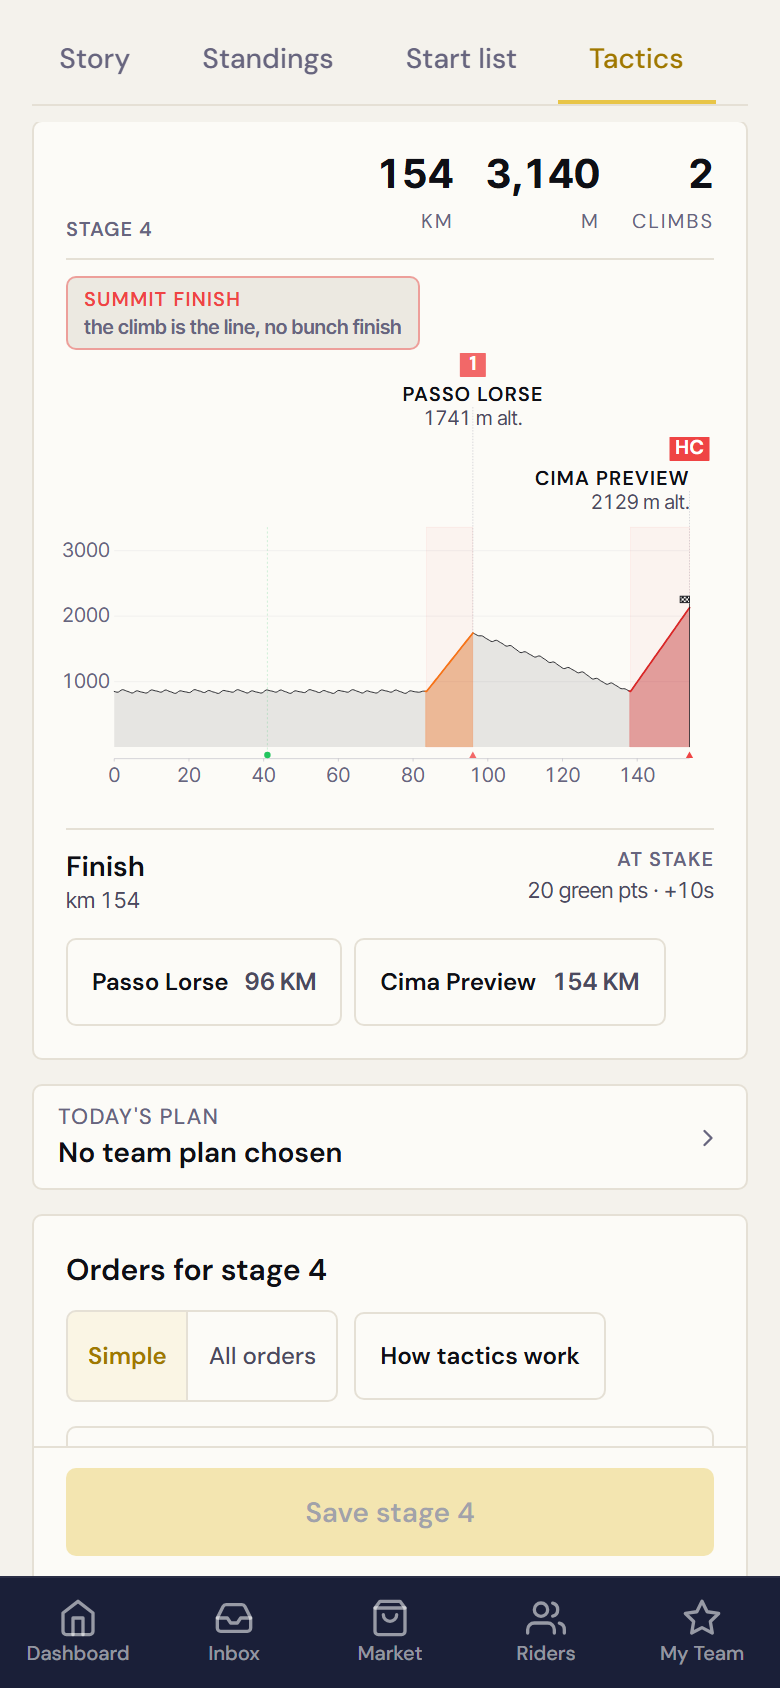 Story Standings Start list Tactics
154 3,140 2
STAGE 4 KM M CLIMBS
SUMMIT FINISH
the climb is the line, no bunch finish
1
PASSO LORSE
1741 m alt.
HC
CIMA PREVIEW
2129 m alt.
3000
2000
1000
0 20 40 60 80 100 120 140
Finish
km 154
AT STAKE
20 green pts · +10s
Passo Lorse 96 KM
Cima Preview 154 KM
TODAY'S PLAN
No team plan chosen
Orders for stage 4
Simple All orders How tactics work
Save stage 4
Dashboard Inbox Market Riders My Team